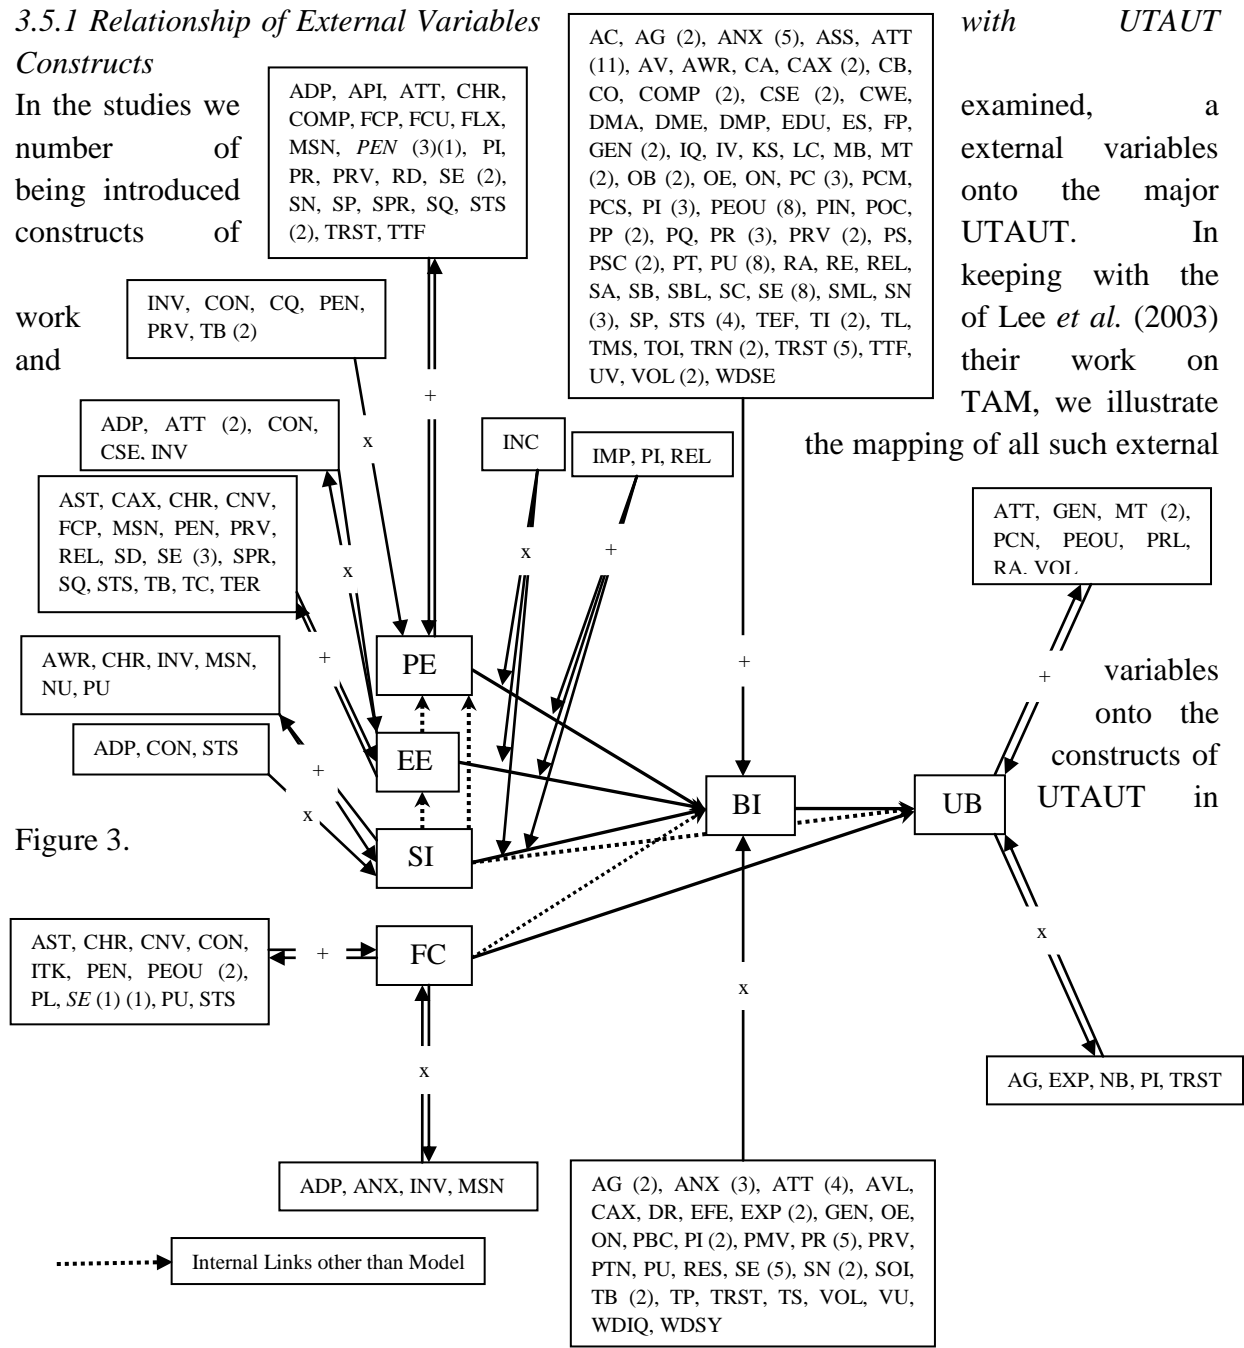 3.5.1 Relationship of External Variables with UTAUT
Constructs
In the studies we examined, a
number of external variables
being introduced onto the major
constructs of UTAUT. In
keeping with the
work of Lee et al. (2003)
and their work on
TAM, we illustrate
the mapping of all such external
variables
onto the
constructs of
UTAUT in
Figure 3.
ADP, API, ATT, CHR,
COMP, FCP, FCU, FLX,
MSN, PEN (3)(1), PI,
PR, PRV, RD, SE (2),
SN, SP, SPR, SQ, STS
(2), TRST, TTF
AC, AG (2), ANX (5), ASS, ATT
(11), AV, AWR, CA, CAX (2), CB,
CO, COMP (2), CSE (2), CWE,
DMA, DME, DMP, EDU, ES, FP,
GEN (2), IQ, IV, KS, LC, MB, MT
(2), OB (2), OE, ON, PC (3), PCM,
PCS, PI (3), PEOU (8), PIN, POC,
PP (2), PQ, PR (3), PRV (2), PS,
PSC (2), PT, PU (8), RA, RE, REL,
SA, SB, SBL, SC, SE (8), SML, SN
(3), SP, STS (4), TEF, TI (2), TL,
TMS, TOI, TRN (2), TRST (5), TTF,
UV, VOL (2), WDSE
INV, CON, CQ, PEN,
PRV, TB (2)
ADP, ATT (2), CON,
CSE, INV
INC
IMP, PI, REL
AST, CAX, CHR, CNV,
FCP, MSN, PEN, PRV,
REL, SD, SE (3), SPR,
SQ, STS, TB, TC, TER
ATT, GEN, MT (2),
PCN, PEOU, PRL,
RA, VOL
AWR, CHR, INV, MSN,
NU, PU
ADP, CON, STS
+
x
x
+
x
+
+
x
+
+
PE
EE
SI
FC
BI
UB
AST, CHR, CNV, CON,
ITK, PEN, PEOU (2),
PL, SE (1) (1), PU, STS
+
x
x
x
AG, EXP, NB, PI, TRST
ADP, ANX, INV, MSN
AG (2), ANX (3), ATT (4), AVL,
CAX, DR, EFE, EXP (2), GEN, OE,
ON, PBC, PI (2), PMV, PR (5), PRV,
PTN, PU, RES, SE (5), SN (2), SOI,
TB (2), TP, TRST, TS, VOL, VU,
WDIQ, WDSY
Internal Links other than Model